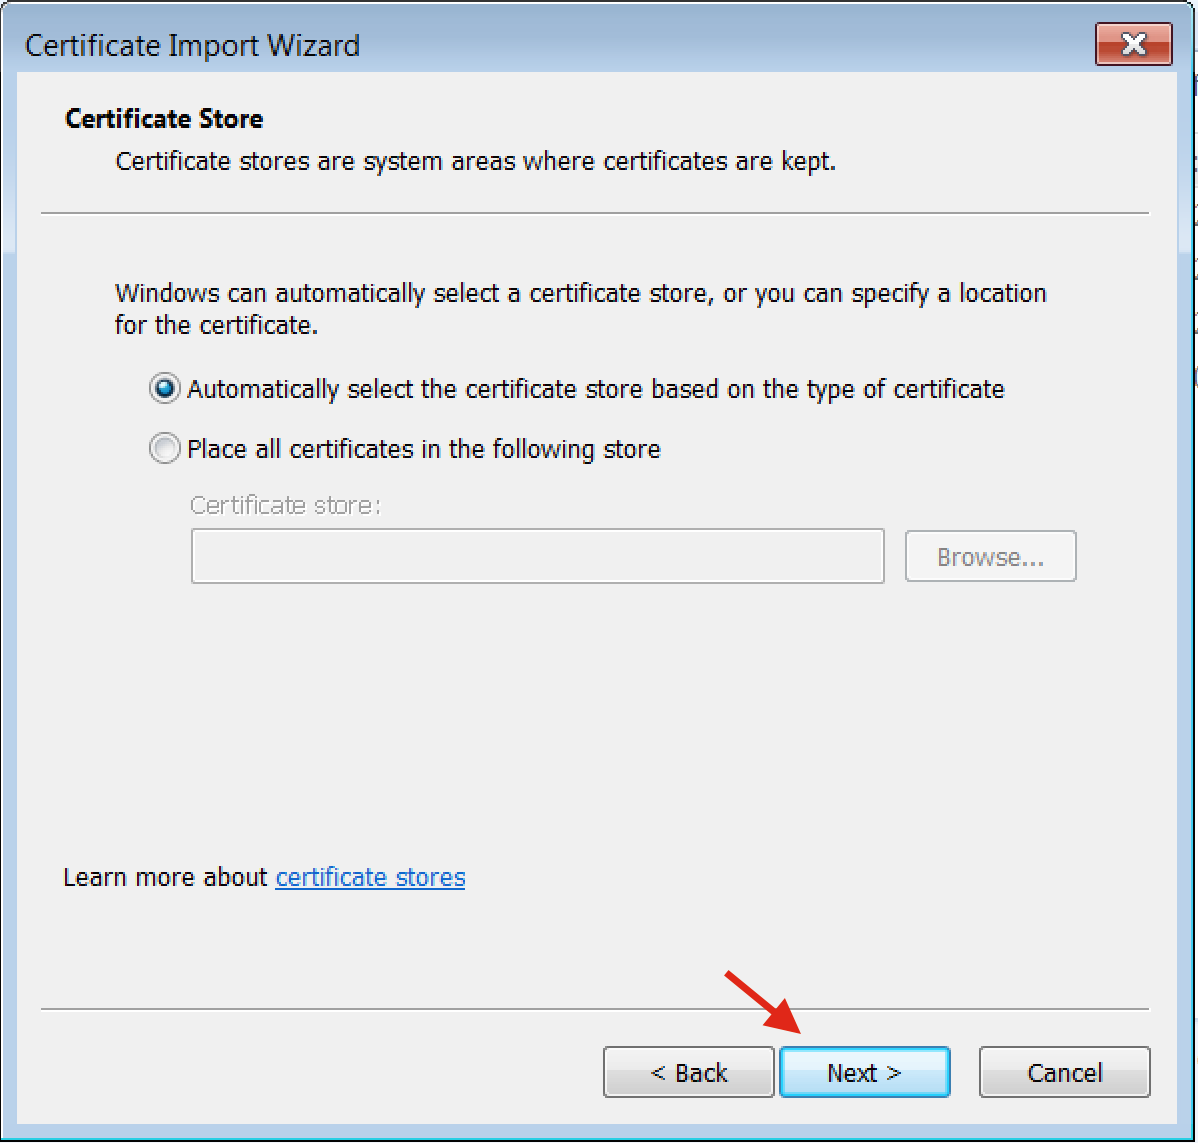 Certificate Import Wizard
Certificate Store
Certificate stores are system areas where certificates are kept.
Windows can automatically select a certificate store, or you can specify a location
for the certificate.
Automatically select the certificate store based on the type of certificate
Place all certificates in the following store
Certificate store:
Browse...
Learn more about certificate stores
< Back
Next >
Cancel